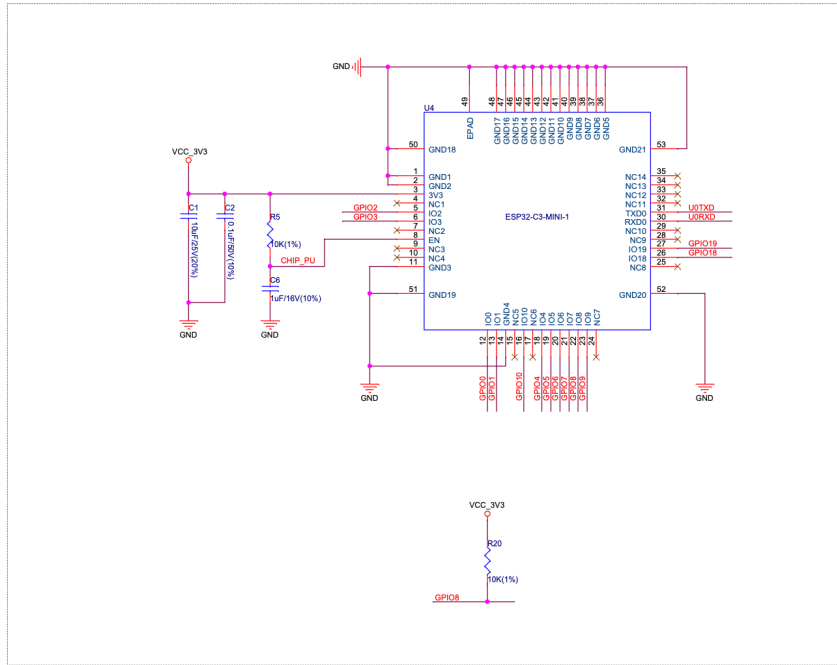 GND
U4
49
48
47
46
45
44
43
42
41
40
39
38
37
36
EPAD
GND17
GND16
GND15
GND14
GND13
GND12
GND11
GND10
GND9
GND8
GND7
GND6
GND5
50 GND18
GND21 53
VCC_3V3
1 GND1
2 GND2
3 3V3
4 NC1
GPIO2 5 IO2
GPIO3 6 IO3
7 NC2
8 EN
9 NC3
10 NC4
11 GND3
51 GND19
ESP32-C3-MINI-1
NC14 35
NC13 34
NC12 33
NC11 32
TXD0 31 U0TXD
RXD0 30 U0RXD
NC10 29
NC9 28
IO19 27 GPIO19
IO18 26 GPIO18
NC8 25
GND20 52
C1
10uF/25V(20%)
C2
0.1uF/50V(10%)
R5
10K(1%)
CHIP_PU
C6
1uF/16V(10%)
GND
GND
IO0
IO1
GND4
NC5
IO10
NC6
IO4
IO5
IO6
IO7
IO8
IO9
NC7
12
13
14
15
16
17
18
19
20
21
22
23
24
GPIO0
GPIO1
GPIO10
GPIO4
GPIO5
GPIO6
GPIO7
GPIO8
GPIO9
GND
GND
VCC_3V3
R20
10K(1%)
GPIO8